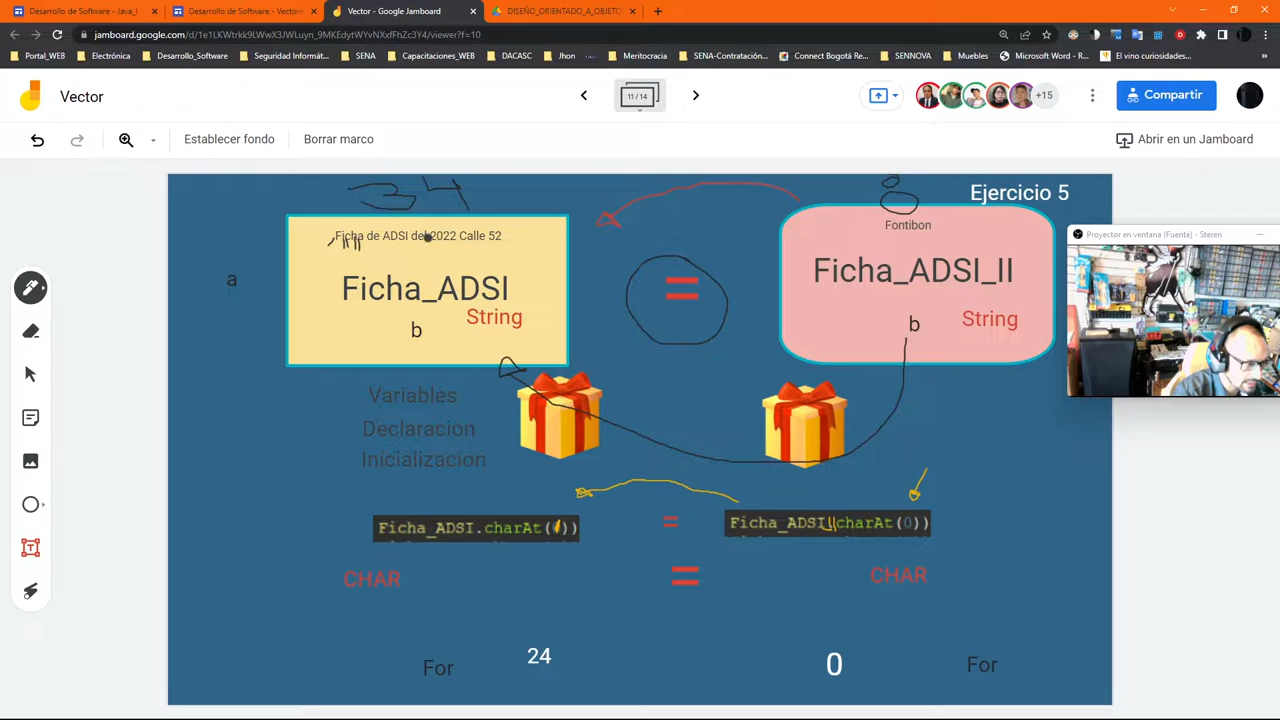 Desarrollo de Software - Java_I
Desarrollo de Software - Vectore
Vector - Google Jamboard
DISEÑO_ORIENTADO_A_OBJETO
jamboard.google.com/d/1e1LKWtrkk9LWwX3JWLuyn_9MKEdytWYvNXxfFhZc3Y4/viewer?f=10
Portal_WEB
Electrónica
Desarrollo_Software
Seguridad Informát...
SENA
Capacitaciones_WEB
DACASC
Jhon
Meritocracia
SENA-Contratación...
Connect Bogotá Re...
SENNOVA
Muebles
Microsoft Word - R...
El vino curiosidades...
Vector
11 / 14
+15
Compartir
Establecer fondo
Borrar marco
Abrir en un Jamboard
34
8
Ejercicio 5
Ficha de ADSI del 2022 Calle 52
Fontibon
Proyector en ventana (Fuente) - Steren
a
Ficha_ADSI
=
Ficha_ADSI_II
b
String
b
String
Variables
Declaracion
Inicializacion
Ficha_ADSI.charAt( ))
=
Ficha_ADSI charAt(0))
CHAR
=
CHAR
For
24
0
For